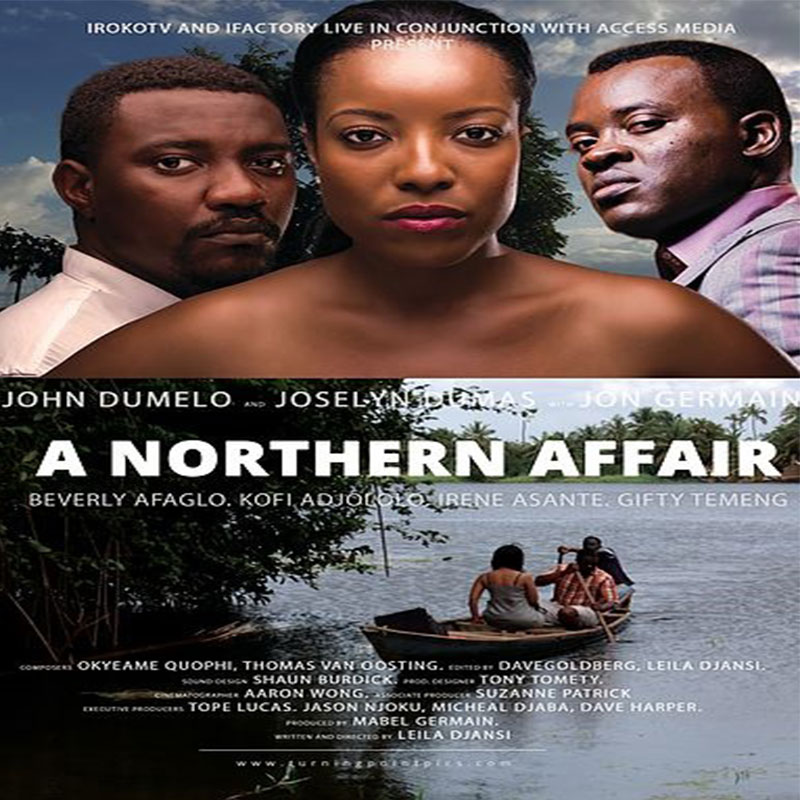 IROKOTV AND IFACTORY LIVE IN CONJUNCTION WITH ACCESS MEDIA
PRESENT
JOHN DUMELO AND JOSELYN DUMAS WITH JON GERMAIN
A NORTHERN AFFAIR
BEVERLY AFAGLO. KOFI ADJOLOLO. IRENE ASANTE. GIFTY TEMENG
COMPOSERS OKYEAME QUOPHI, THOMAS VAN OOSTING. EDITED BY DAVEGOLDBERG, LEILA DJANSI.
SOUND DESIGN SHAUN BURDICK. PROD. DESIGNER TONY TOMETY.
CINEMATOGRAPHER AARON WONG. ASSOCIATE PRODUCER SUZANNE PATRICK
EXECUTIVE PRODUCERS TOPE LUCAS. JASON NJOKU, MICHEAL DJABA, DAVE HARPER.
PRODUCED BY MABEL GERMAIN.
WRITTEN AND DIRECTED BY LEILA DJANSI
www.turningpointpics.com